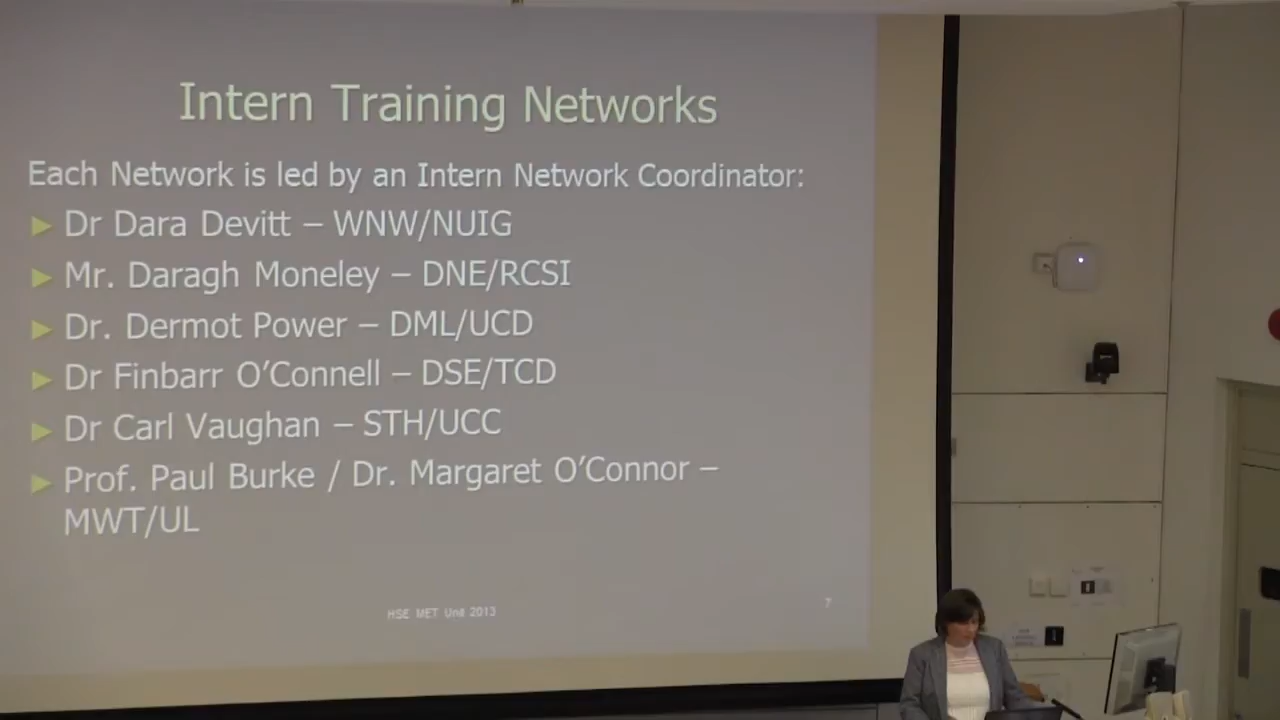 Intern Training Networks
Each Network is led by an Intern Network Coordinator:
► Dr Dara Devitt – WNW/NUIG
► Mr. Daragh Moneley – DNE/RCSI
► Dr. Dermot Power – DML/UCD
► Dr Finbarr O’Connell – DSE/TCD
► Dr Carl Vaughan – STH/UCC
► Prof. Paul Burke / Dr. Margaret O’Connor –
MWT/UL
HSE MET Unit 2013
7